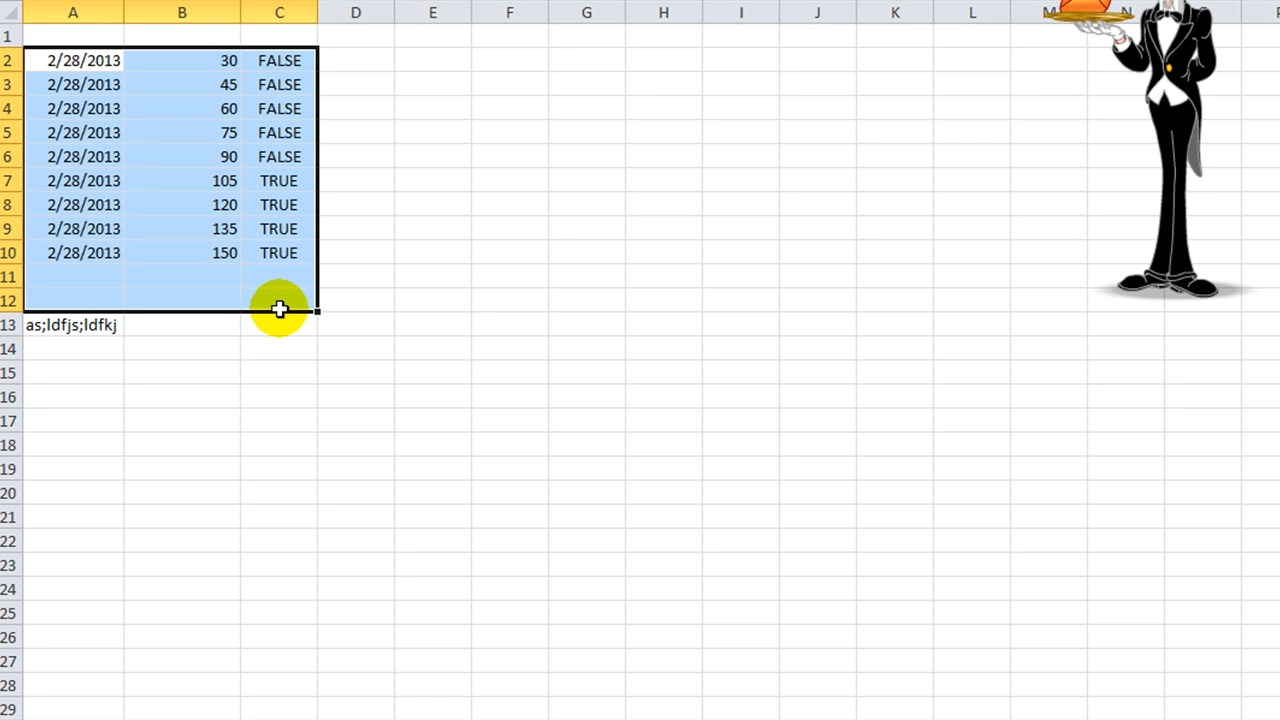 A B C D E F G H I J K L M N
1
2 2/28/2013 30 FALSE
3 2/28/2013 45 FALSE
4 2/28/2013 60 FALSE
5 2/28/2013 75 FALSE
6 2/28/2013 90 FALSE
7 2/28/2013 105 TRUE
8 2/28/2013 120 TRUE
9 2/28/2013 135 TRUE
10 2/28/2013 150 TRUE
11
12
13 as;ldfjs;ldfkj
14
15
16
17
18
19
20
21
22
23
24
25
26
27
28
29